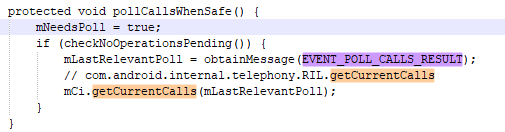 protected void pollCallsWhenSafe() {
    mNeedsPoll = true;
    if (checkNoOperationsPending()) {
        mLastRelevantPoll = obtainMessage(EVENT_POLL_CALLS_RESULT);
        // com.android.internal.telephony.RIL.getCurrentCalls
        mCi.getCurrentCalls(mLastRelevantPoll);
    }
}